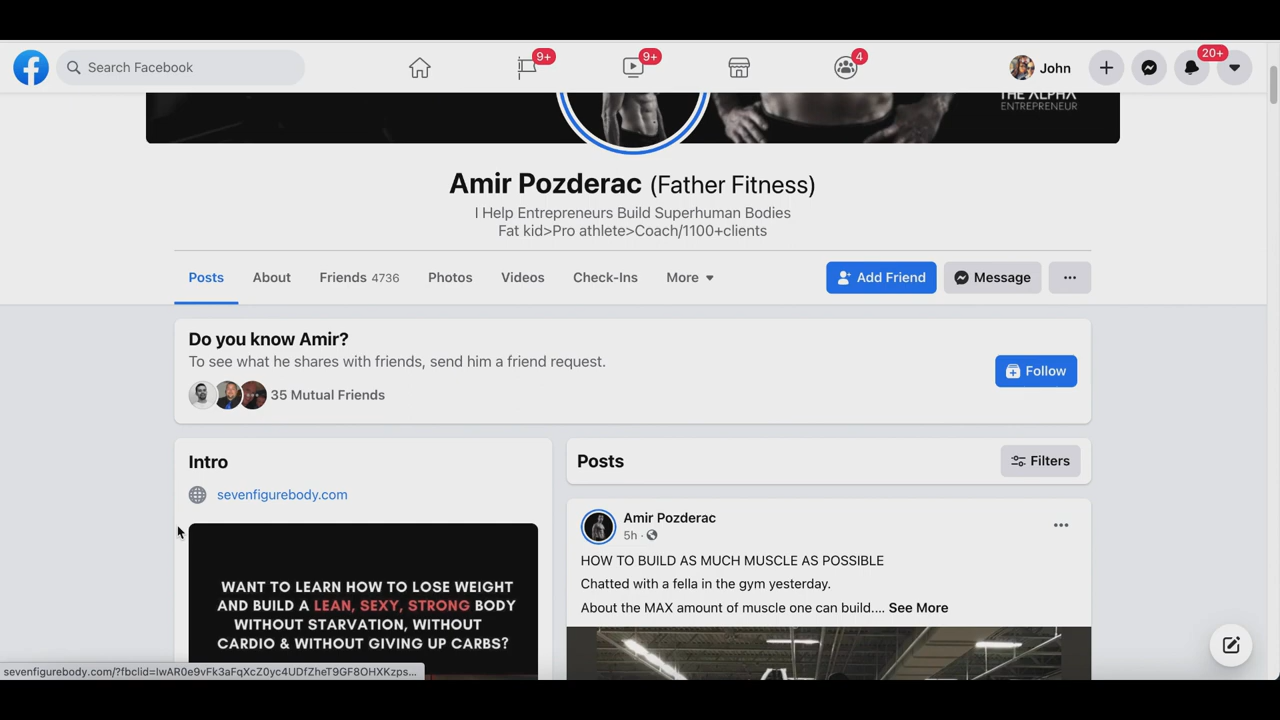 Search Facebook
9+
9+
4
John
20+
THE ALPHA
ENTREPRENEUR
Amir Pozderac (Father Fitness)
I Help Entrepreneurs Build Superhuman Bodies
Fat kid>Pro athlete>Coach/1100+clients
Posts About Friends 4736 Photos Videos Check-Ins More
Add Friend Message
Do you know Amir?
To see what he shares with friends, send him a friend request.
35 Mutual Friends
Follow
Intro
sevenfigurebody.com
WANT TO LEARN HOW TO LOSE WEIGHT
AND BUILD A LEAN, SEXY, STRONG BODY
WITHOUT STARVATION, WITHOUT
CARDIO & WITHOUT GIVING UP CARBS?
Posts
Filters
Amir Pozderac
5h ·
HOW TO BUILD AS MUCH MUSCLE AS POSSIBLE
Chatted with a fella in the gym yesterday.
About the MAX amount of muscle one can build.... See More